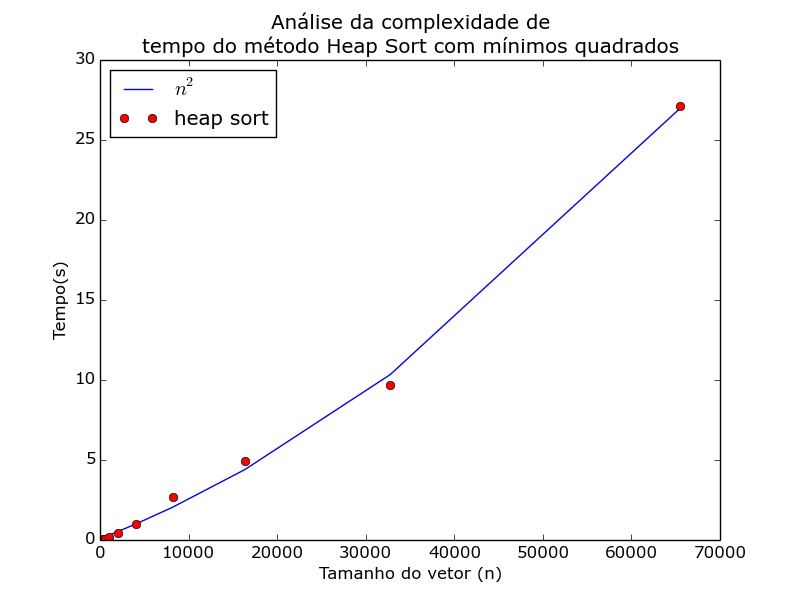 Análise da complexidade de
tempo do método Heap Sort com mínimos quadrados
n²
heap sort
30
25
20
15
10
5
0
Tempo(s)
0 10000 20000 30000 40000 50000 60000 70000
Tamanho do vetor (n)